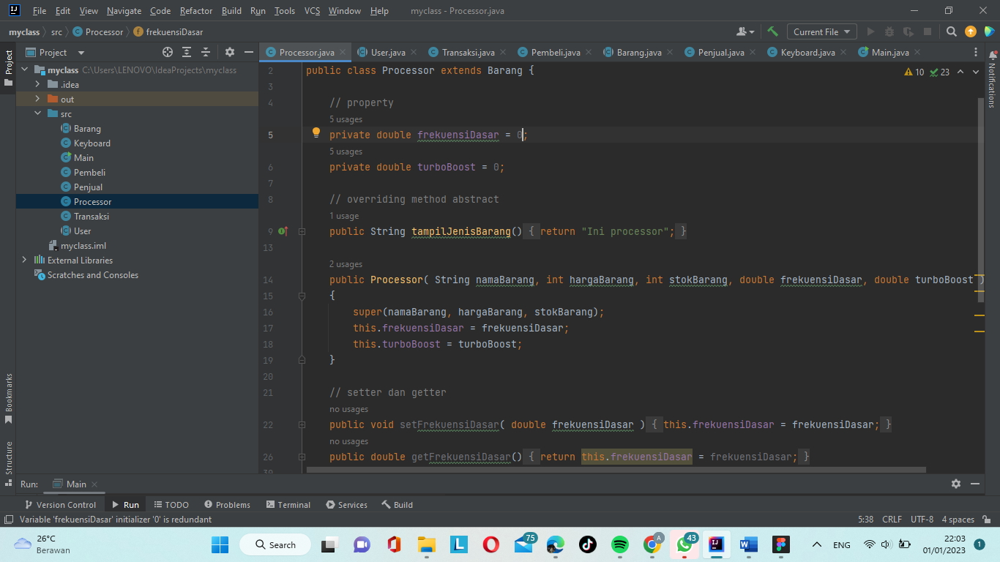 File Edit View Navigate Code Refactor Build Run Tools VCS Window Help myclass - Processor.java
myclass src Processor frekuensiDasar Current File
Project
Processor.java User.java Transaksi.java Pembeli.java Barang.java Penjual.java Keyboard.java Main.java
Project
Notifications
Bookmarks
Structure
myclass C:\Users\LENOVO\IdeaProjects\myclass
.idea
out
src
Barang
Keyboard
Main
Pembeli
Penjual
Processor
Transaksi
User
myclass.iml
External Libraries
Scratches and Consoles
10 23
2 public class Processor extends Barang {
3
4 // property
5 usages
5 private double frekuensiDasar = 0;
5 usages
6 private double turboBoost = 0;
7
8 // overriding method abstract
1 usage
9 public String tampilJenisBarang() { return "Ini processor"; }
13
2 usages
14 public Processor( String namaBarang, int hargaBarang, int stokBarang, double frekuensiDasar, double turboBoost )
15 {
16 super(namaBarang, hargaBarang, stokBarang);
17 this.frekuensiDasar = frekuensiDasar;
18 this.turboBoost = turboBoost;
19 }
20
21 // setter dan getter
no usages
22 public void setFrekuensiDasar( double frekuensiDasar ) { this.frekuensiDasar = frekuensiDasar; }
no usages
26 public double getFrekuensiDasar() { return this.frekuensiDasar = frekuensiDasar; }
30
Run: Main
Version Control Run TODO Problems Terminal Services Build
Variable 'frekuensiDasar' initializer '0' is redundant 5:38 CRLF UTF-8 4 spaces
26°C
Berawan
Search
75
43
A
L
ENG
22:03
01/01/2023
1